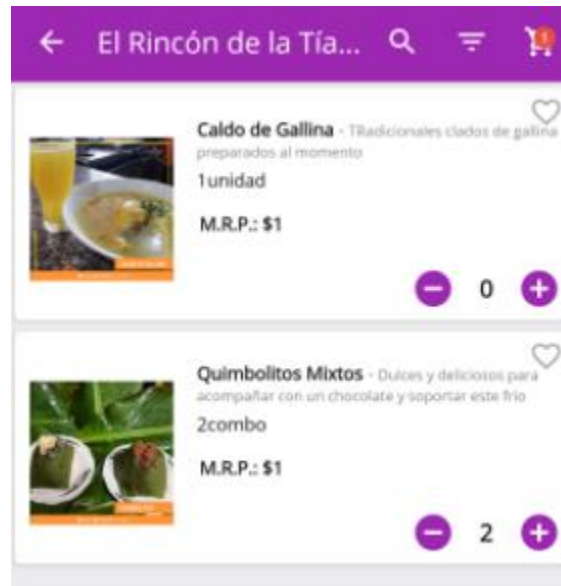 El Rincón de la Tía...
1
Caldo de Gallina - TRadicionales clados de gallina
preparados al momento
1unidad
M.R.P.: $1
0
Quimbolitos Mixtos - Dulces y deliciosos para
acompañar con un chocolate y soportar este frio
2combo
M.R.P.: $1
2